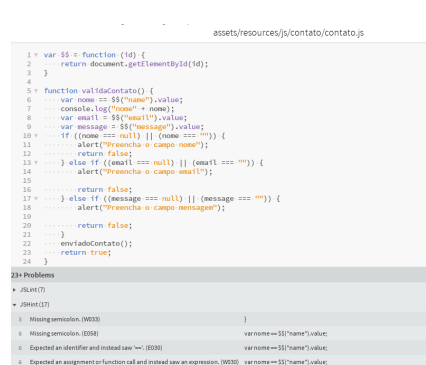 assets/resources/js/contato/contato.js
1 var $$ = function (id) {
2 return document.getElementById(id);
3 }
4
5 function validaContato() {
6 var nome == $$("name").value;
7 console.log("nome" + nome);
8 var email = $$("email").value;
9 var message = $$("message").value;
10 if ((nome === null) || (nome === "")) {
11 alert("Preencha o campo nome");
12 return false;
13 } else if ((email === null) || (email === "")) {
14 alert("Preencha o campo email");
15
16 return false;
17 } else if ((message === null) || (message === "")) {
18 alert("Preencha o campo mensagem");
19
20 return false;
21 }
22 enviadoContato();
23 return true;
24 }
23+ Problems
JSLint (7)
JSHint (17)
3 Missing semicolon. (W033) }
6 Missing semicolon. (E058) var nome == $$("name").value;
6 Expected an identifier and instead saw '=='. (E030) var nome == $$("name").value;
6 Expected an assignment or function call and instead saw an expression. (W030) var nome == $$("name").value;